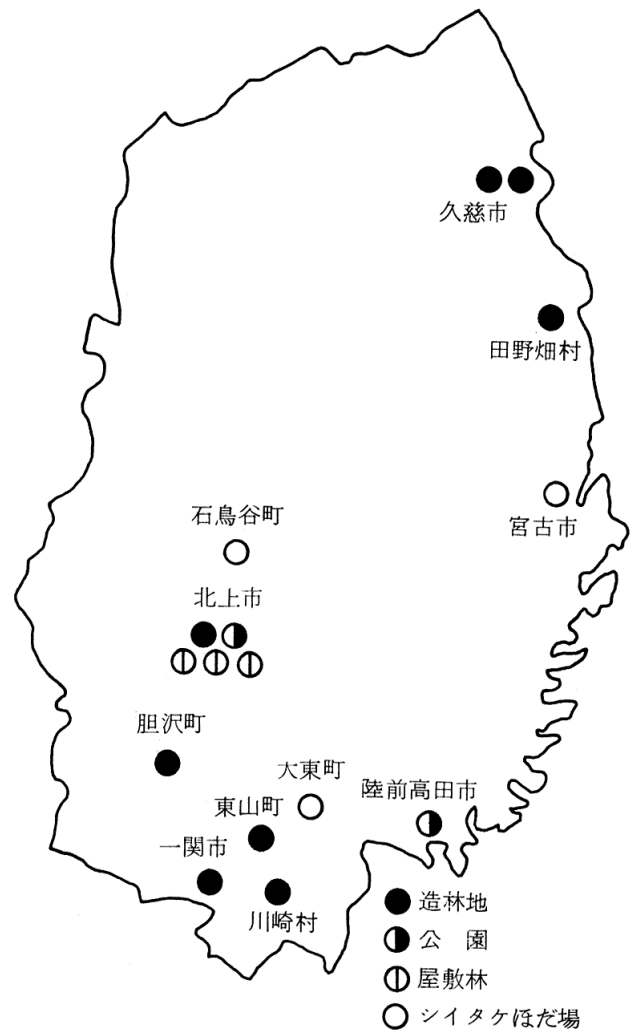 久慈市
田野畑村
宮古市
石鳥谷町
北上市
胆沢町
大東町
陸前高田市
東山町
一関市
川崎村
造林地
公　園
屋敷林
シイタケほだ場